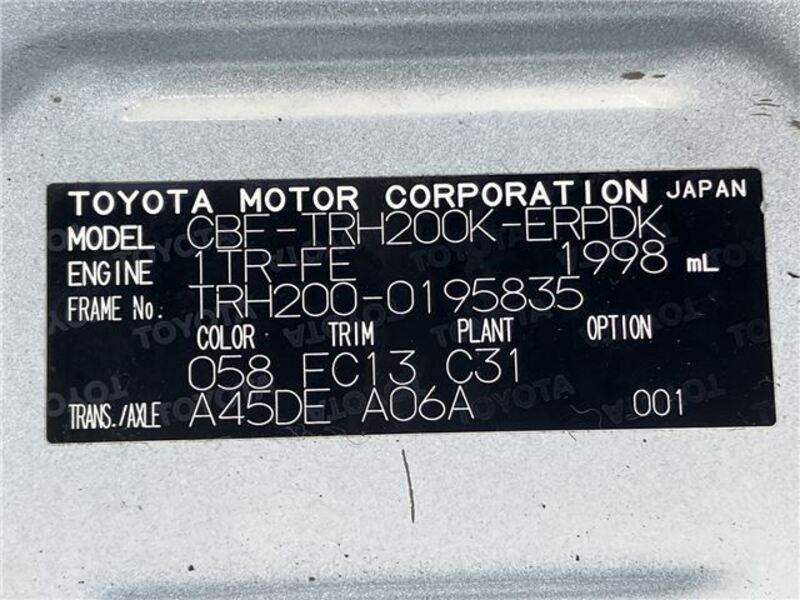 TOYOTA MOTOR CORPORATION JAPAN
MODEL CBF-TRH200K-ERPDK
ENGINE 1TR-FE 1998 mL
FRAME No. TRH200-0195835
COLOR TRIM PLANT OPTION
058 FC13 C31
TRANS./AXLE A45DE A06A 001